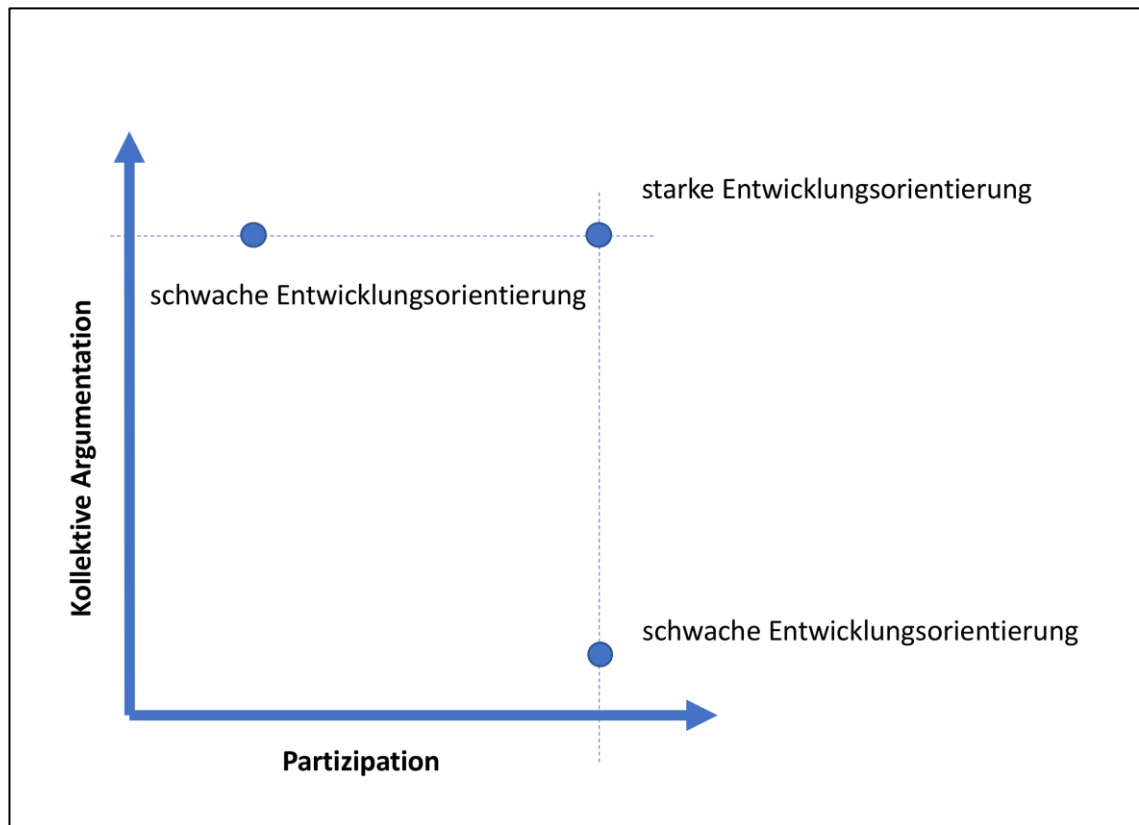 starke Entwicklungsorientierung
schwache Entwicklungsorientierung
Kollektive Argumentation
schwache Entwicklungsorientierung
Partizipation